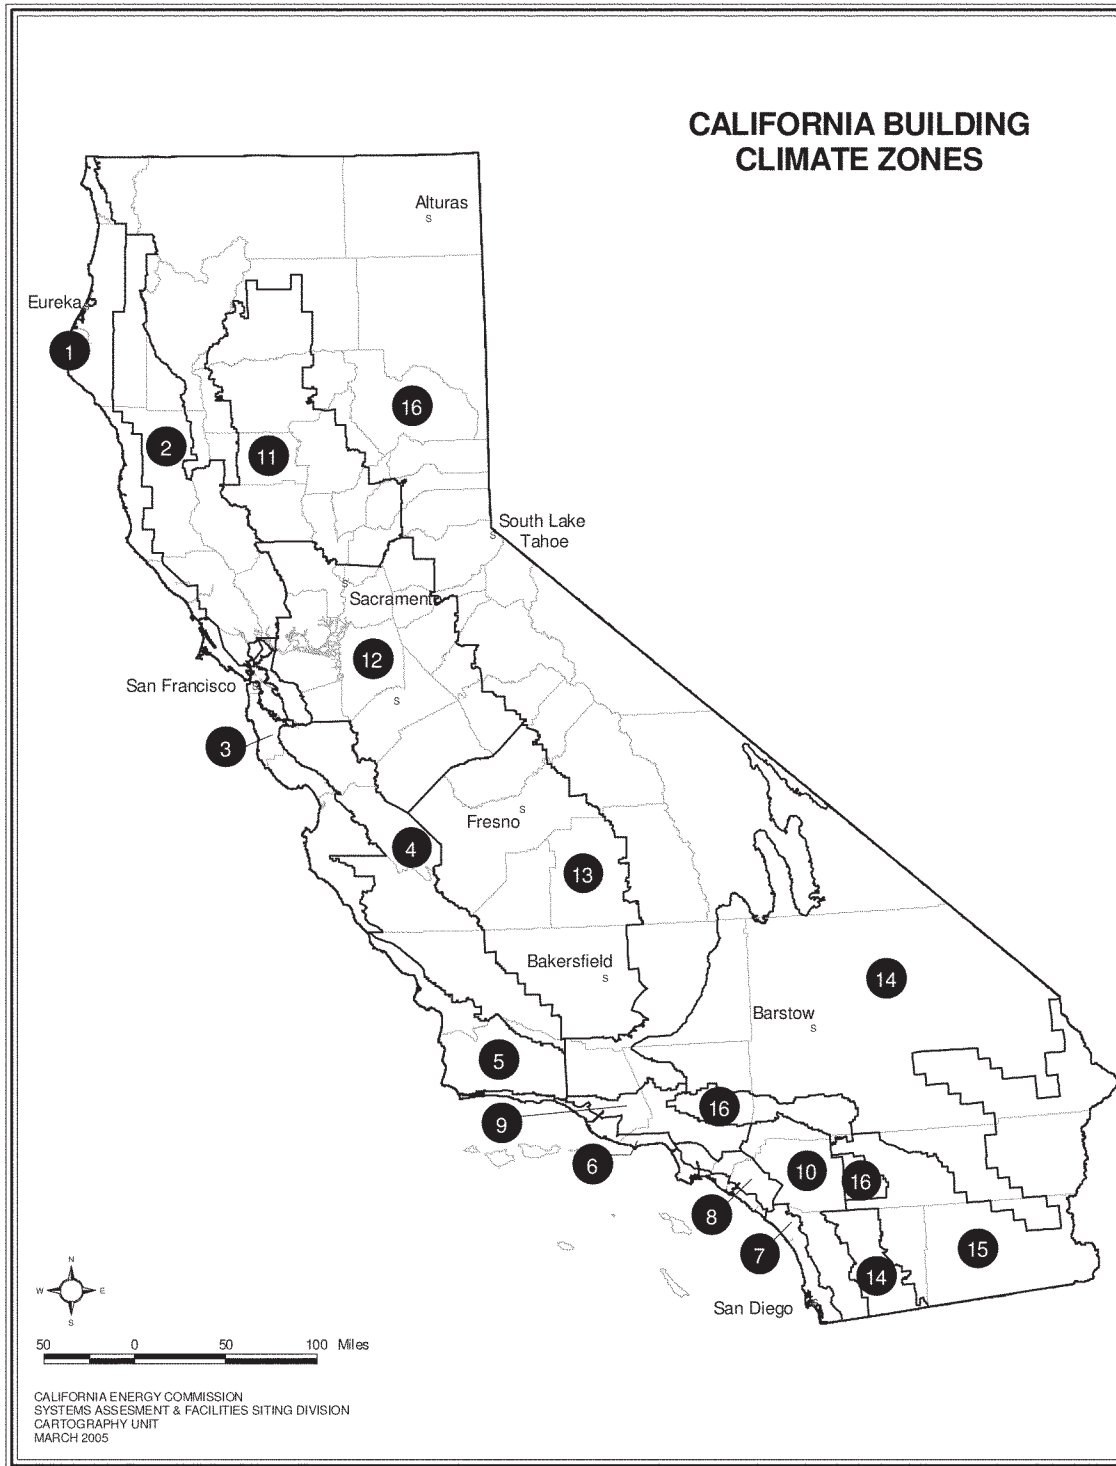 CALIFORNIA BUILDING
CLIMATE ZONES
Alturas
S
Eureka
1
16
2
11
South Lake
Tahoe
S
S
Sacramento
12
San Francisco
S
S
3
Fresno
S
4
13
Bakersfield
S
14
Barstow
S
5
16
9
6
10
16
8
7
15
14
San Diego
S
N
W
E
S
50 0 50 100 Miles
CALIFORNIA ENERGY COMMISSION
SYSTEMS ASSESMENT & FACILITIES SITING DIVISION
CARTOGRAPHY UNIT
MARCH 2005